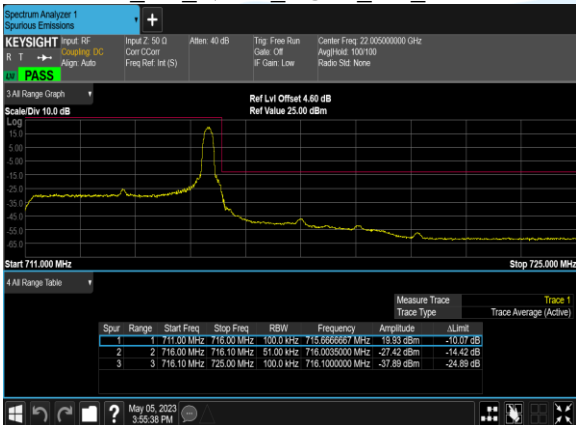 Spectrum Analyzer 1
Spurious Emissions
+
KEYSIGHT Input: RF
R T Coupling: DC
Align: Auto
LXI PASS
Input Z: 50 Ω
Corr CCorr
Freq Ref: Int (S)
Atten: 40 dB
Trig: Free Run
Gate: Off
IF Gain: Low
Center Freq: 22.005000000 GHz
Avg|Hold: 100/100
Radio Std: None
3 All Range Graph
Scale/Div 10.0 dB
Ref Lvl Offset 4.60 dB
Ref Value 25.00 dBm
Log
15.0
5.00
-5.00
-15.0
-25.0
-35.0
-45.0
-55.0
-65.0
Start 711.000 MHz Stop 725.000 MHz
4 All Range Table
Measure Trace Trace 1
Trace Type Trace Average (Active)
Spur Range Start Freq Stop Freq RBW Frequency Amplitude ΔLimit
1 1 711.00 MHz 716.00 MHz 100.0 kHz 715.6666667 MHz 19.93 dBm -10.07 dB
2 2 716.00 MHz 716.10 MHz 51.00 kHz 716.0035000 MHz -27.42 dBm -14.42 dB
3 3 716.10 MHz 725.00 MHz 100.0 kHz 716.1000000 MHz -37.89 dBm -24.89 dB
?
May 05, 2023
3:55:38 PM